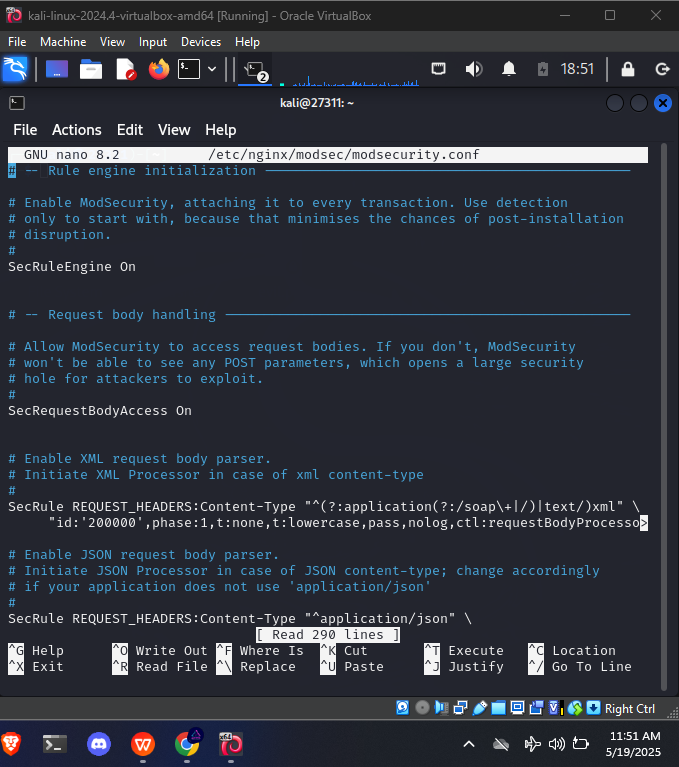 kali-linux-2024.4-virtualbox-amd64 [Running] - Oracle VirtualBox
File Machine View Input Devices Help
2 18:51
kali@27311: ~
File Actions Edit View Help
GNU nano 8.2 /etc/nginx/modsec/modsecurity.conf
# -- Rule engine initialization ----------------------------------------------
# Enable ModSecurity, attaching it to every transaction. Use detection
# only to start with, because that minimises the chances of post-installation
# disruption.
#
SecRuleEngine On
# -- Request body handling ---------------------------------------------------
# Allow ModSecurity to access request bodies. If you don't, ModSecurity
# won't be able to see any POST parameters, which opens a large security
# hole for attackers to exploit.
#
SecRequestBodyAccess On
# Enable XML request body parser.
# Initiate XML Processor in case of xml content-type
#
SecRule REQUEST_HEADERS:Content-Type "^(?:application(?:/soap\+|/)|text/)xml" \
"id:'200000',phase:1,t:none,t:lowercase,pass,nolog,ctl:requestBodyProcesso>
# Enable JSON request body parser.
# Initiate JSON Processor in case of JSON content-type; change accordingly
# if your application does not use 'application/json'
#
SecRule REQUEST_HEADERS:Content-Type "^application/json" \
[ Read 290 lines ]
^G Help ^O Write Out ^F Where Is ^K Cut ^T Execute ^C Location
^X Exit ^R Read File ^\ Replace ^U Paste ^J Justify ^/ Go To Line
Right Ctrl
11:51 AM
5/19/2025